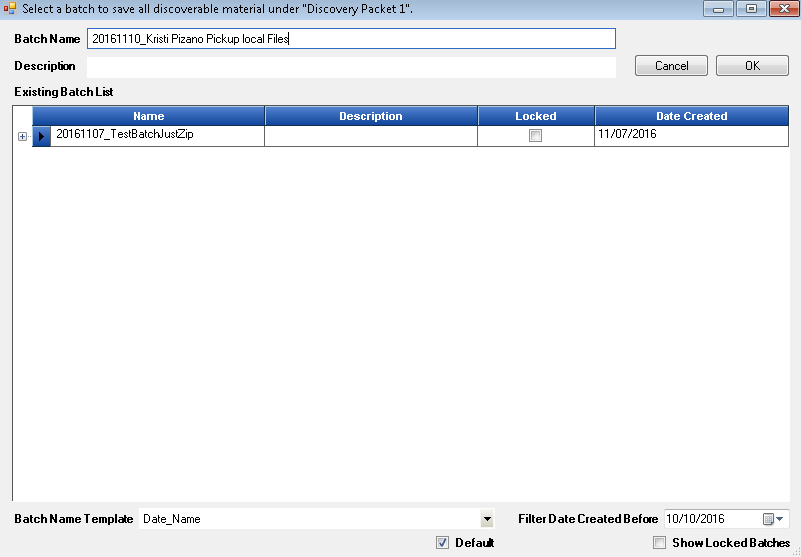 Select a batch to save all discoverable material under "Discovery Packet 1".
Batch Name 20161110_Kristi Pizano Pickup local Files
Description Cancel OK
Existing Batch List
Name Description Locked Date Created
20161107_TestBatchJustZip 11/07/2016
Batch Name Template Date_Name Filter Date Created Before 10/10/2016
Default Show Locked Batches